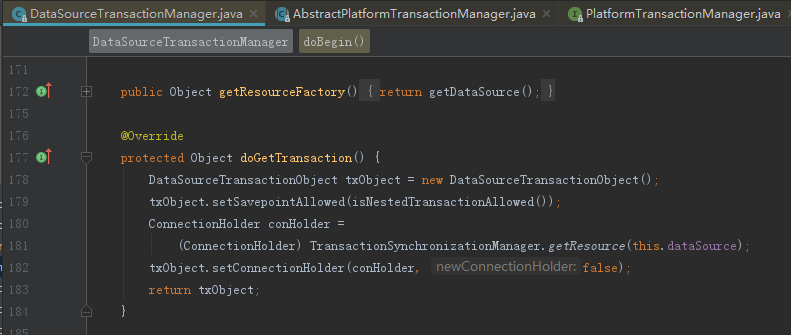 DataSourceTransactionManager.java × AbstractPlatformTransactionManager.java × PlatformTransactionManager.java ×
DataSourceTransactionManager doBegin()
171
172 public Object getResourceFactory() { return getDataSource(); }
175
176 @Override
177 protected Object doGetTransaction() {
178 DataSourceTransactionObject txObject = new DataSourceTransactionObject();
179 txObject.setSavepointAllowed(isNestedTransactionAllowed());
180 ConnectionHolder conHolder =
181 (ConnectionHolder) TransactionSynchronizationManager.getResource(this.dataSource);
182 txObject.setConnectionHolder(conHolder, newConnectionHolder: false);
183 return txObject;
184 }
185